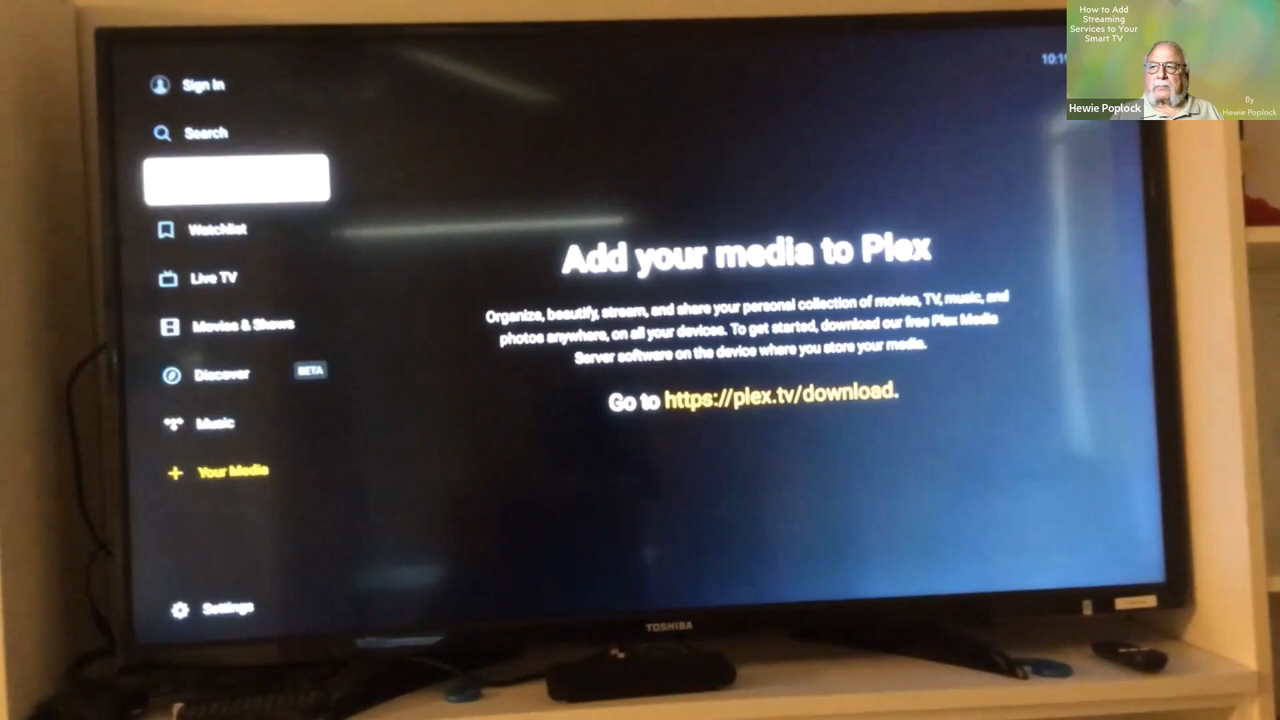 Sign In
Search
Watchlist
Live TV
Movies & Shows
Discover BETA
Music
+ Your Media
Settings
Add your media to Plex
Organize, beautify, stream, and share your personal collection of movies, TV, music, and
photos anywhere, on all your devices. To get started, download our free Plex Media
Server software on the device where you store your media.
Go to https://plex.tv/download.
TOSHIBA
How to Add
Streaming
Services to Your
Smart TV
Hewie Poplock
By
Hewie Poplock